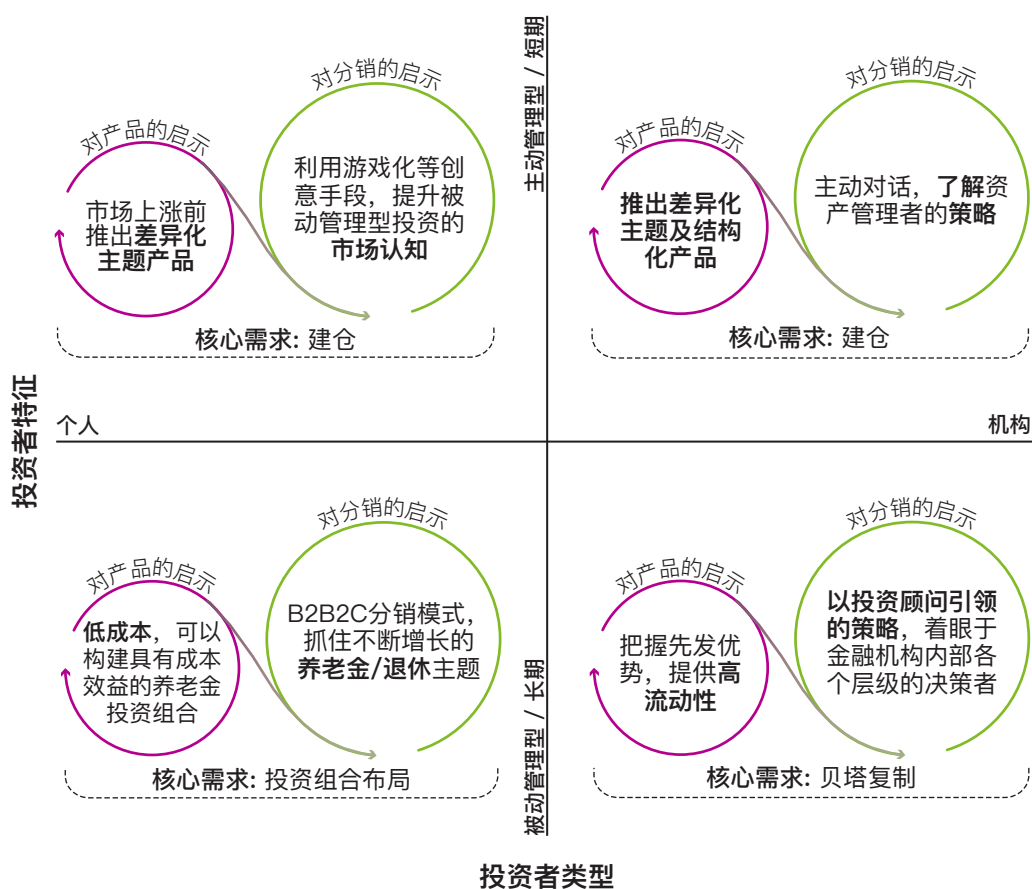 主动管理型 / 短期
对产品的启示
市场上涨前
推出差异化
主题产品
对分销的启示
利用游戏化等创
意手段，提升被
动管理型投资的
市场认知
核心需求: 建仓
对产品的启示
推出差异化
主题及结构
化产品
对分销的启示
主动对话，了解资
产管理者的策略
核心需求: 建仓
投资者特征
个人
机构
对产品的启示
低成本，可以
构建具有成本
效益的养老金
投资组合
对分销的启示
B2B2C分销模式，
抓住不断增长的
养老金/退休主题
核心需求: 投资组合布局
对产品的启示
把握先发优
势，提供高
流动性
对分销的启示
以投资顾问引领
的策略，着眼于
金融机构内部各
个层级的决策者
核心需求: 贝塔复制
被动管理型 / 长期
投资者类型